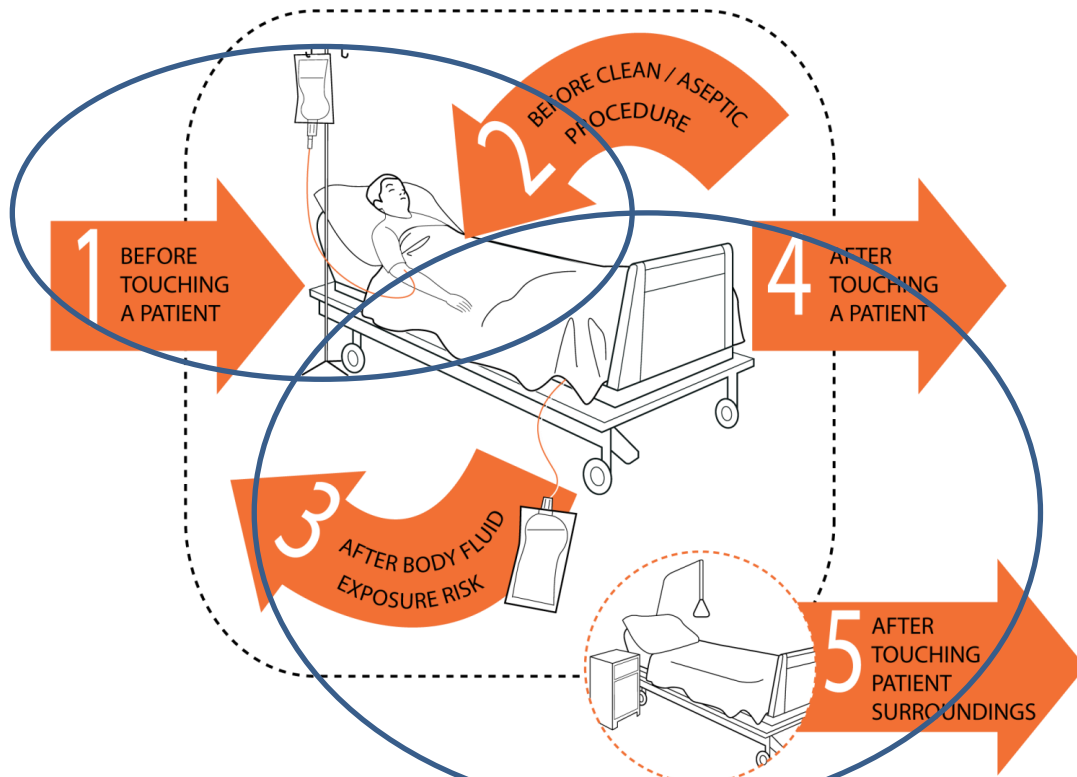 1
BEFORE
TOUCHING
A PATIENT
2
BEFORE CLEAN / ASEPTIC
PROCEDURE
3
AFTER BODY FLUID
EXPOSURE RISK
4
AFTER
TOUCHING
A PATIENT
5
AFTER
TOUCHING
PATIENT
SURROUNDINGS